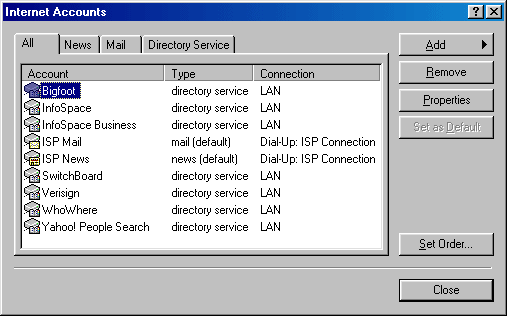 Internet Accounts
All News Mail Directory Service
Account Type Connection
Bigfoot directory service LAN
InfoSpace directory service LAN
InfoSpace Business directory service LAN
ISP Mail mail (default) Dial-Up: ISP Connection
ISP News news (default) Dial-Up: ISP Connection
SwitchBoard directory service LAN
Verisign directory service LAN
WhoWhere directory service LAN
Yahoo! People Search directory service LAN
Add
Remove
Properties
Set as Default
Set Order...
Close